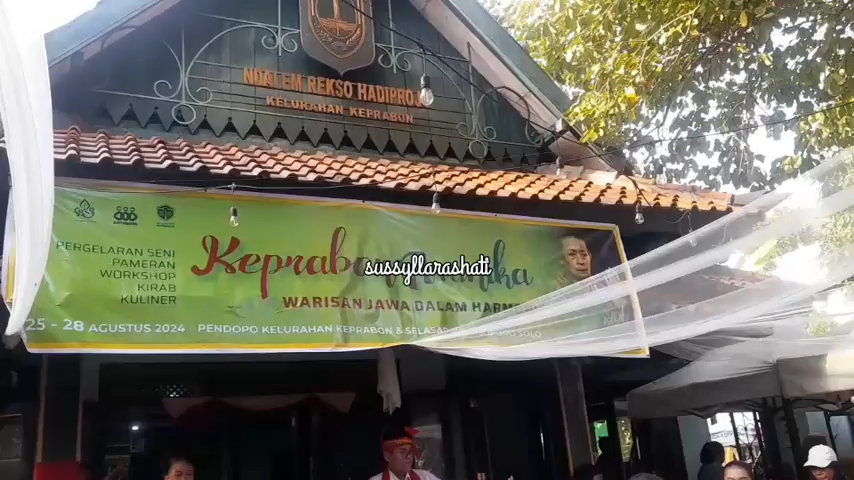 NDALEM REKSO HADIPROJ
KELURAHAN KEPRABON
PERGELARAN SENI
PAMERAN
WORKSHOP
KIRAB
KULINER
Keprabon
sussyllarashati
WARISAN JAWA DALAM HARM
25 - 28 AGUSTUS 2024
PENDOPO KELURAHAN KEPRABON & SELASAR
SOLO